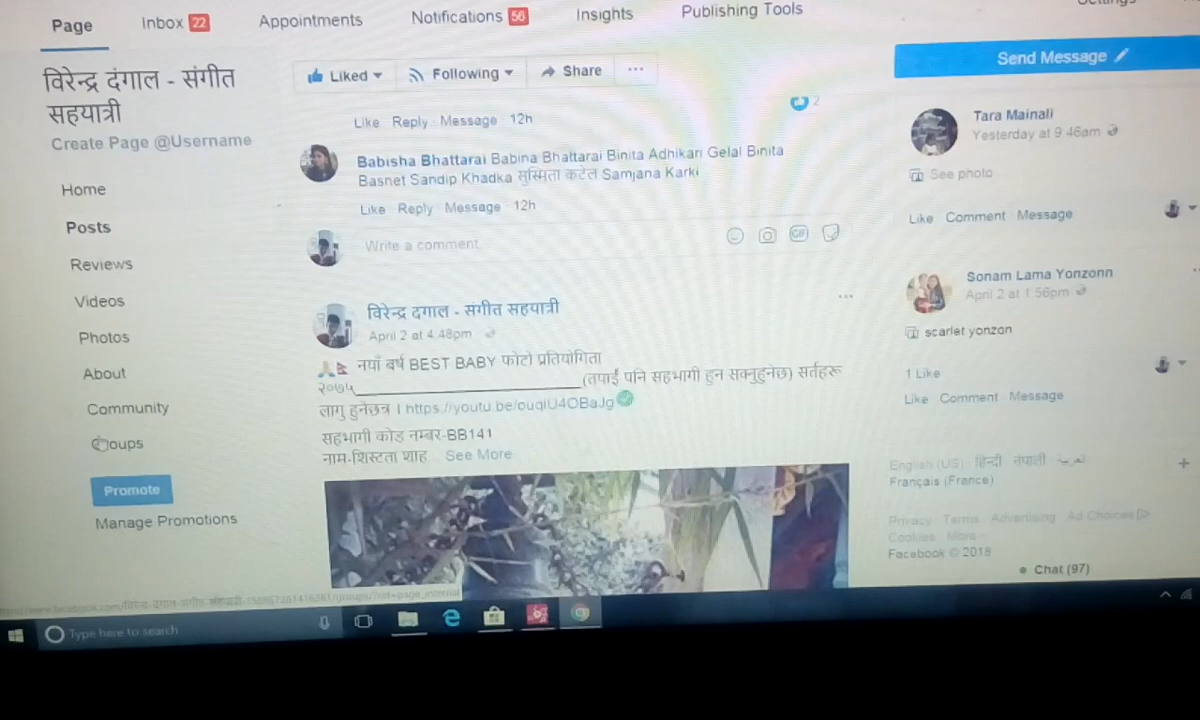 Page
Inbox 22
Appointments
Notifications 56
Insights
Publishing Tools
विरेन्द्र दंगाल - संगीत
सहयात्री
Create Page @Username
Home
Posts
Reviews
Videos
Photos
About
Community
oups
Promote
Manage Promotions
Liked
Following
Share
2
Like Reply Message 12h
Babisha Bhattarai Babina Bhattarai Binita Adhikari Gelal Binita
Basnet Sandip Khadka सुस्मिता कटेल Samjana Karki
Like Reply Message 12h
Write a comment
GIF
विरेन्द्र दगाल - संगीत सहयात्री
April 2 at 4:48pm
नयाँ बर्ष BEST BABY फोटो प्रतियोगिता
२०७५____________________(तपाईं पनि सहभागी हुन सक्नुहुनेछ) सर्तहरू
लागु हुनेछन्र । https://youtu.be/
सहभागी कोड नम्बर-BB141
नाम-शिस्टता शाह... See More
Send Message
Tara Mainali
Yesterday at 9:46am
See photo
Like Comment Message
Sonam Lama Yonzonn
April 2 at 1:56pm
scarlet yonzon
1 Like
Like Comment Message
English (US) हिन्दी नेपाली العربية
Français (France)
Privacy Terms Advertising Ad Choices
Cookies More
Facebook © 2018
Chat (97)
Type here to search